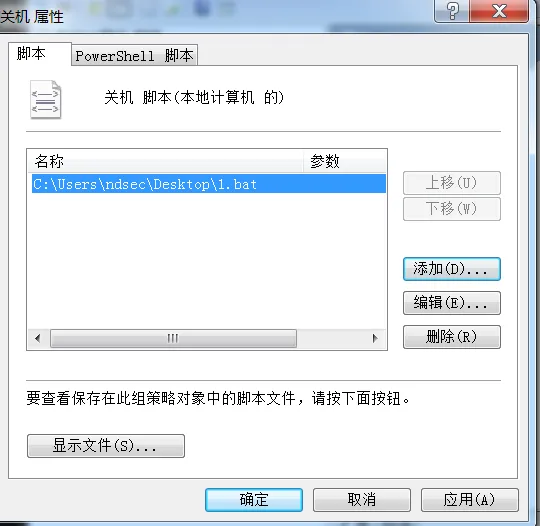 关机 属性
脚本
PowerShell 脚本
关机 脚本(本地计算机 的)
名称
参数
C:\Users\ndsec\Desktop\1.bat
上移(U)
下移(W)
添加(D)...
编辑(E)...
删除(R)
要查看保存在此组策略对象中的脚本文件，请按下面按钮。
显示文件(S)...
确定
取消
应用(A)